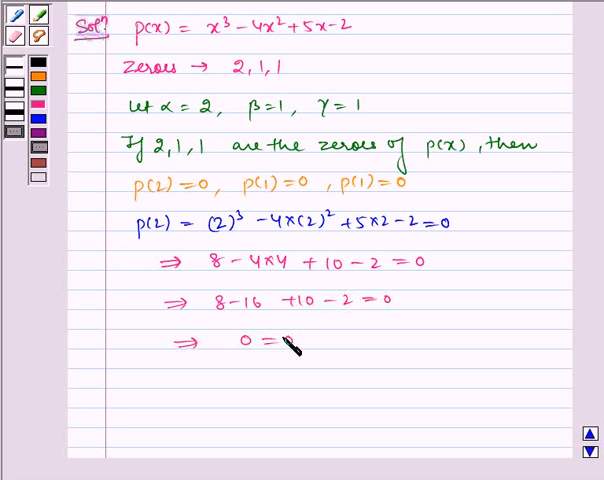 Soln p(x) = x³ - 4x² + 5x - 2
Zeroes → 2, 1, 1
Let α = 2, β = 1, γ = 1
If 2, 1, 1 are the zeroes of p(x), then
p(2) = 0, p(1) = 0, p(1) = 0
p(2) = (2)³ - 4×(2)² + 5×2 - 2 = 0
⇒ 8 - 4×4 + 10 - 2 = 0
⇒ 8 - 16 + 10 - 2 = 0
⇒ 0 = 0